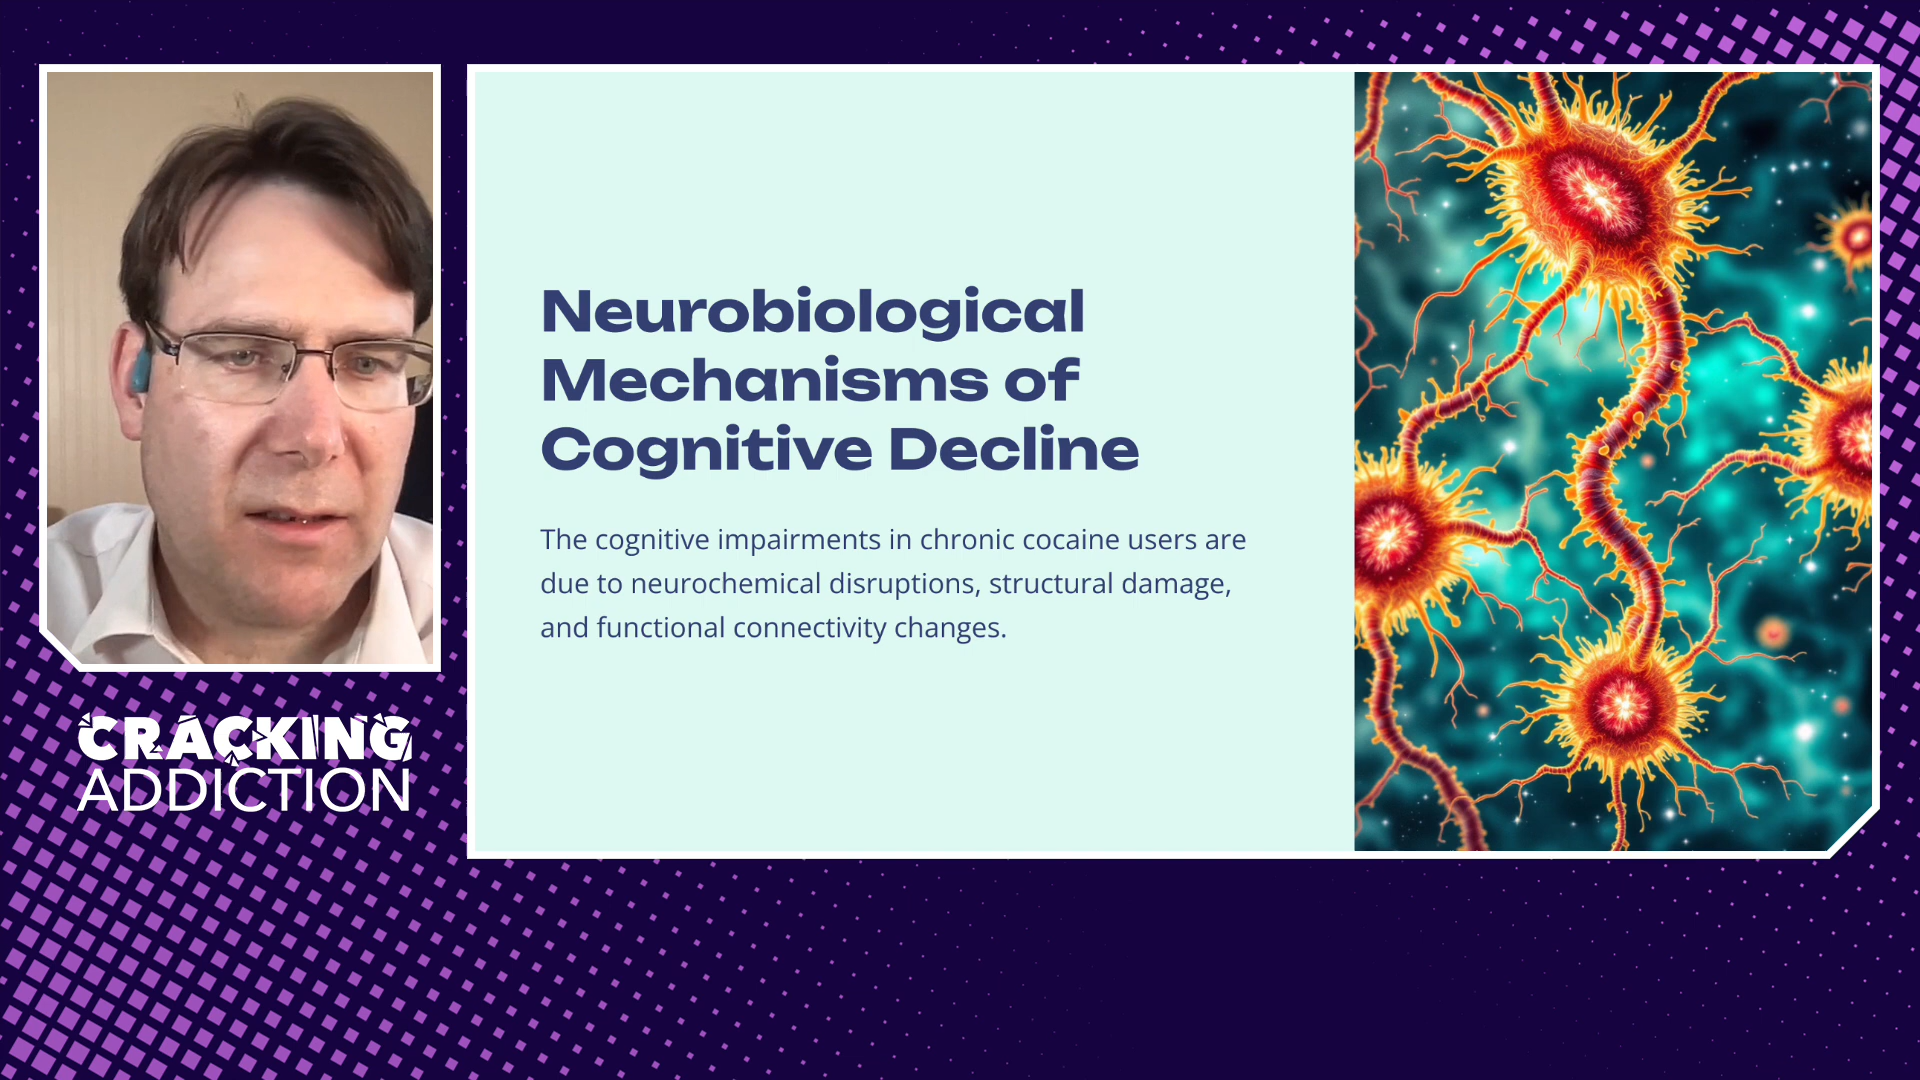 Neurobiological
Mechanisms of
Cognitive Decline
The cognitive impairments in chronic cocaine users are
due to neurochemical disruptions, structural damage,
and functional connectivity changes.
CRACKING
ADDICTION